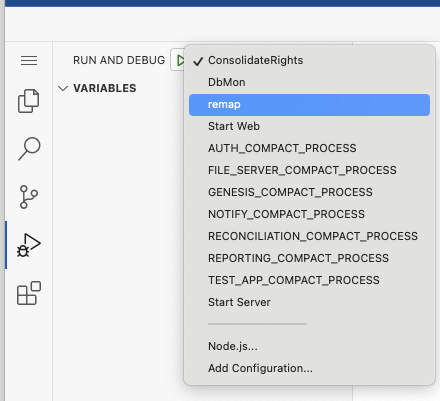 RUN AND DEBUG
VARIABLES
✓ ConsolidateRights
DbMon
remap
Start Web
AUTH_COMPACT_PROCESS
FILE_SERVER_COMPACT_PROCESS
GENESIS_COMPACT_PROCESS
NOTIFY_COMPACT_PROCESS
RECONCILIATION_COMPACT_PROCESS
REPORTING_COMPACT_PROCESS
TEST_APP_COMPACT_PROCESS
Start Server
Node.js...
Add Configuration...